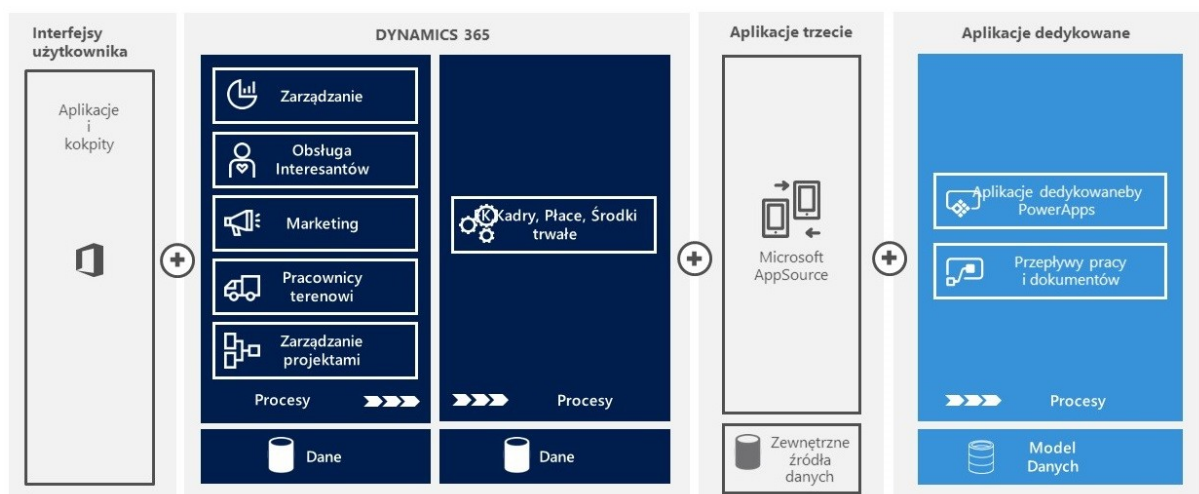 Interfejsy
użytkownika
Aplikacje
i
kokpity
DYNAMICS 365
Zarządzanie
Obsługa
Interesantów
Marketing
Pracownicy
terenowi
Zarządzanie
projektami
Procesy
Dane
Kadry, Płace, Środki
trwałe
Procesy
Dane
Aplikacje trzecie
Microsoft
AppSource
Zewnętrzne
źródła
danych
Aplikacje dedykowane
Aplikacje dedykowaneby
PowerApps
Przepływy pracy
i dokumentów
Procesy
Model
Danych